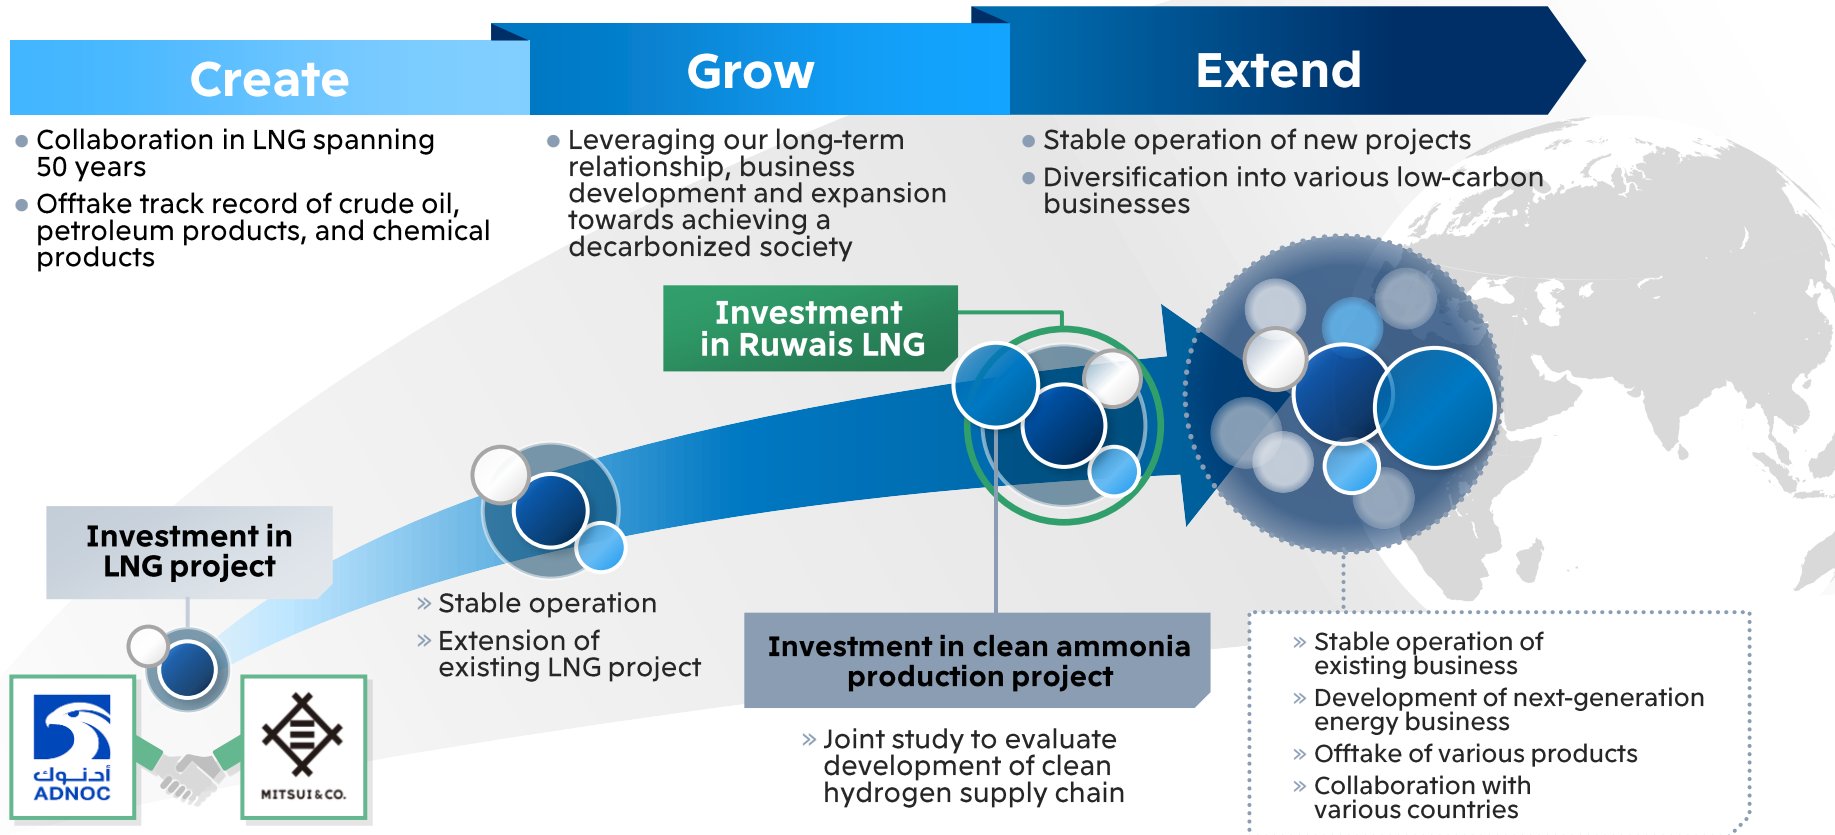 Create
Grow
Extend
Collaboration in LNG spanning
50 years
Offtake track record of crude oil,
petroleum products, and chemical
products
Leveraging our long-term
relationship, business
development and expansion
towards achieving a
decarbonized society
Stable operation of new projects
Diversification into various low-carbon
businesses
Investment
in Ruwais LNG
Investment in
LNG project
» Stable operation
» Extension of
existing LNG project
Investment in clean ammonia
production project
» Joint study to evaluate
development of clean
hydrogen supply chain
» Stable operation of
existing business
» Development of next-generation
energy business
» Offtake of various products
» Collaboration with
various countries
أدنوك
ADNOC
MITSUI & CO.